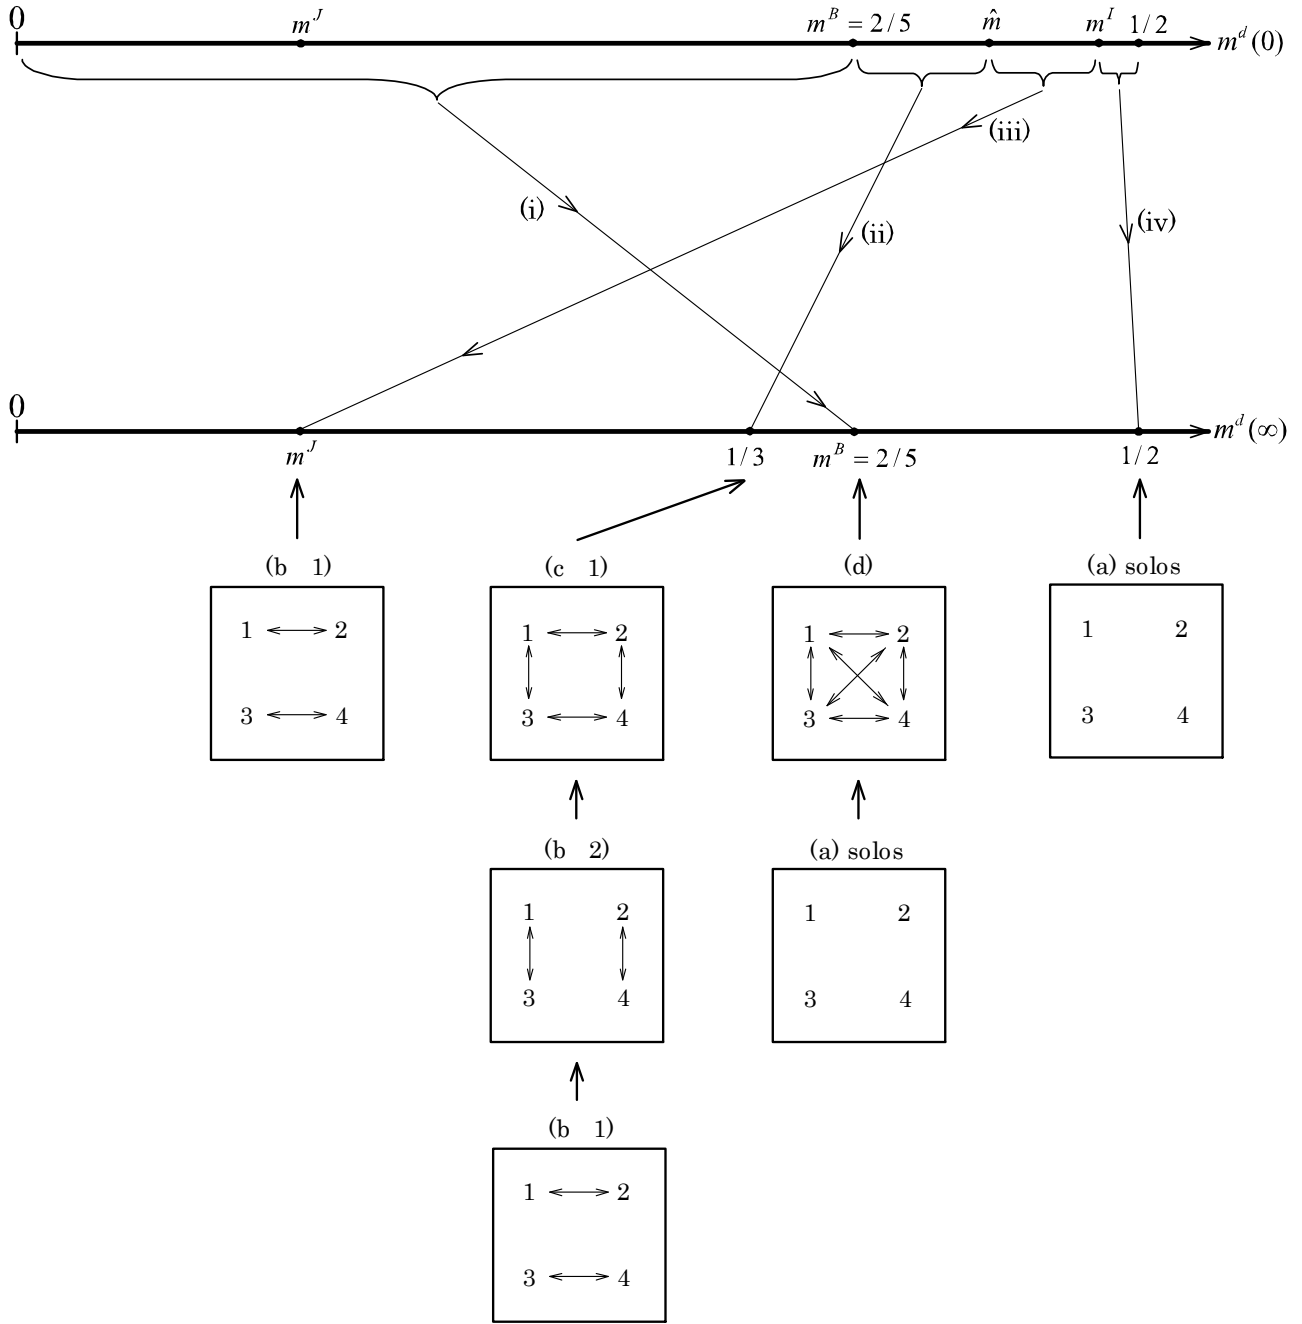 0 m^J m^B = 2/5 m̂ m^I 1/2 m^d(0)
(iii)
(i)
(ii)
(iv)
0 m^d(∞)
m^J 1/3 m^B = 2/5 1/2
(b 1) (c 1) (d) (a) solos
1 2 1 2 1 2 1 2
3 4 3 4 3 4 3 4
(b 2) (a) solos
1 2 1 2
3 4 3 4
(b 1)
1 2
3 4